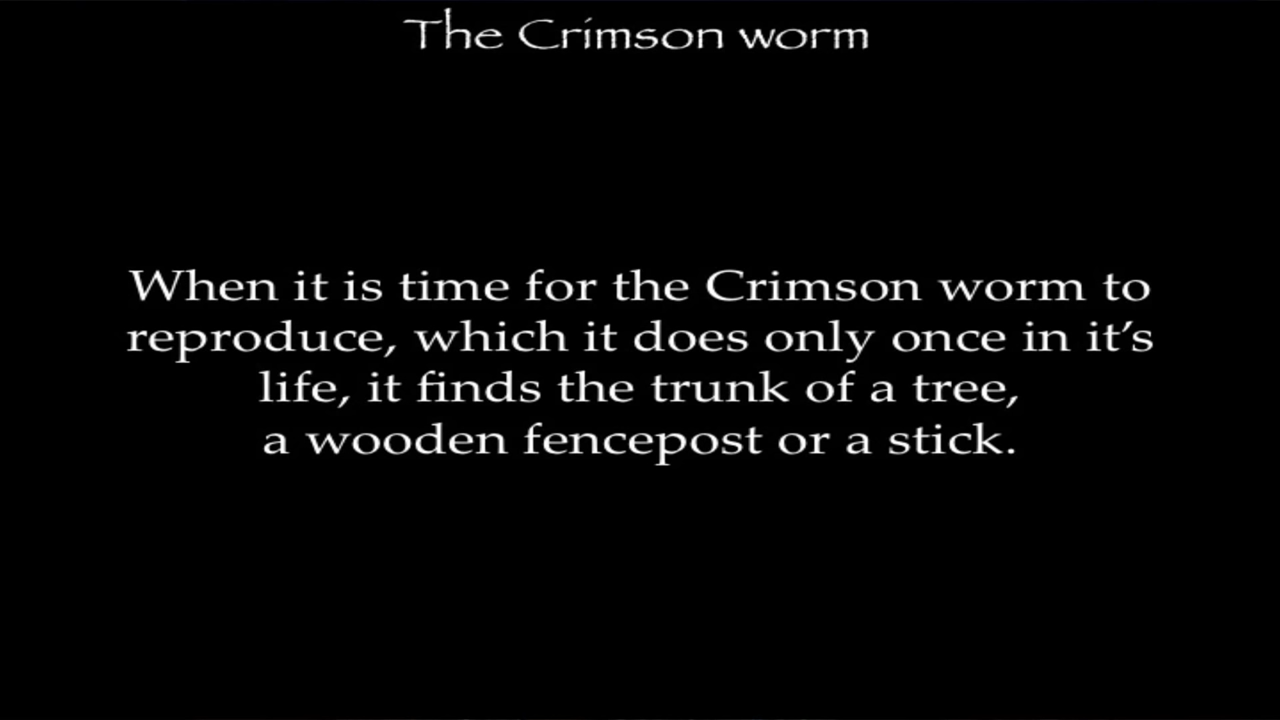 The Crimson worm
When it is time for the Crimson worm to
reproduce, which it does only once in it’s
life, it finds the trunk of a tree,
a wooden fencepost or a stick.